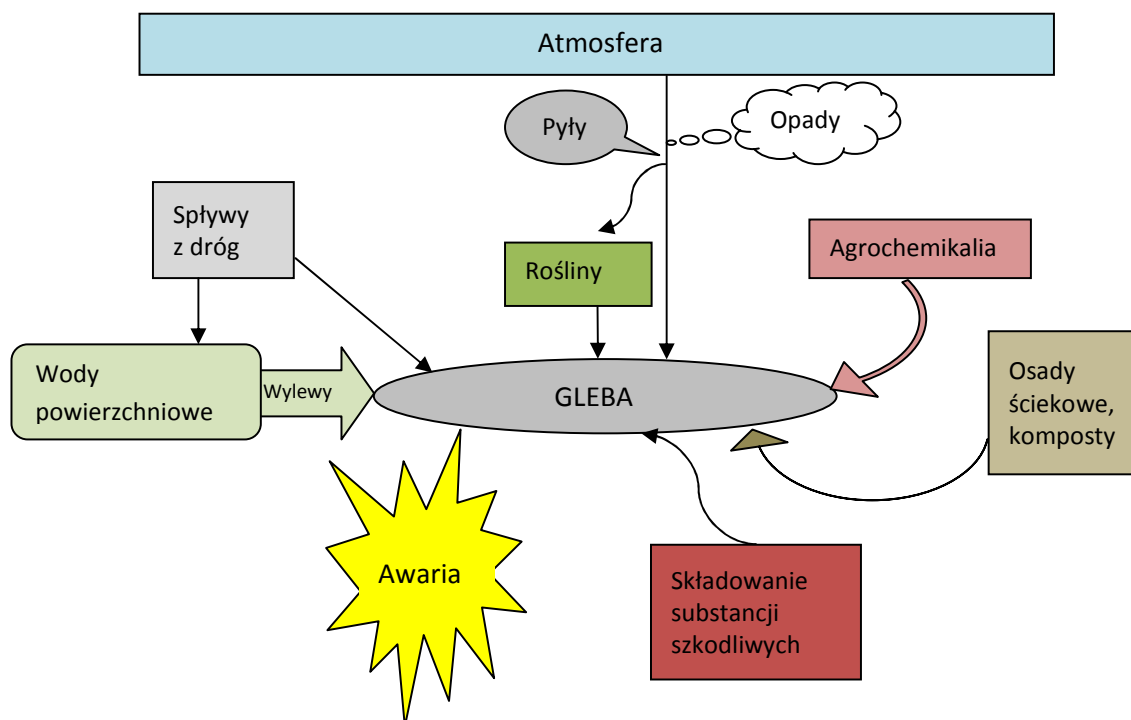 Atmosfera
Pyły
Opady
Spływy
z dróg
Rośliny
Agrochemikalia
Wody
powierzchniowe
Wylewy
GLEBA
Osady
ściekowe,
komposty
Awaria
Składowanie
substancji
szkodliwych